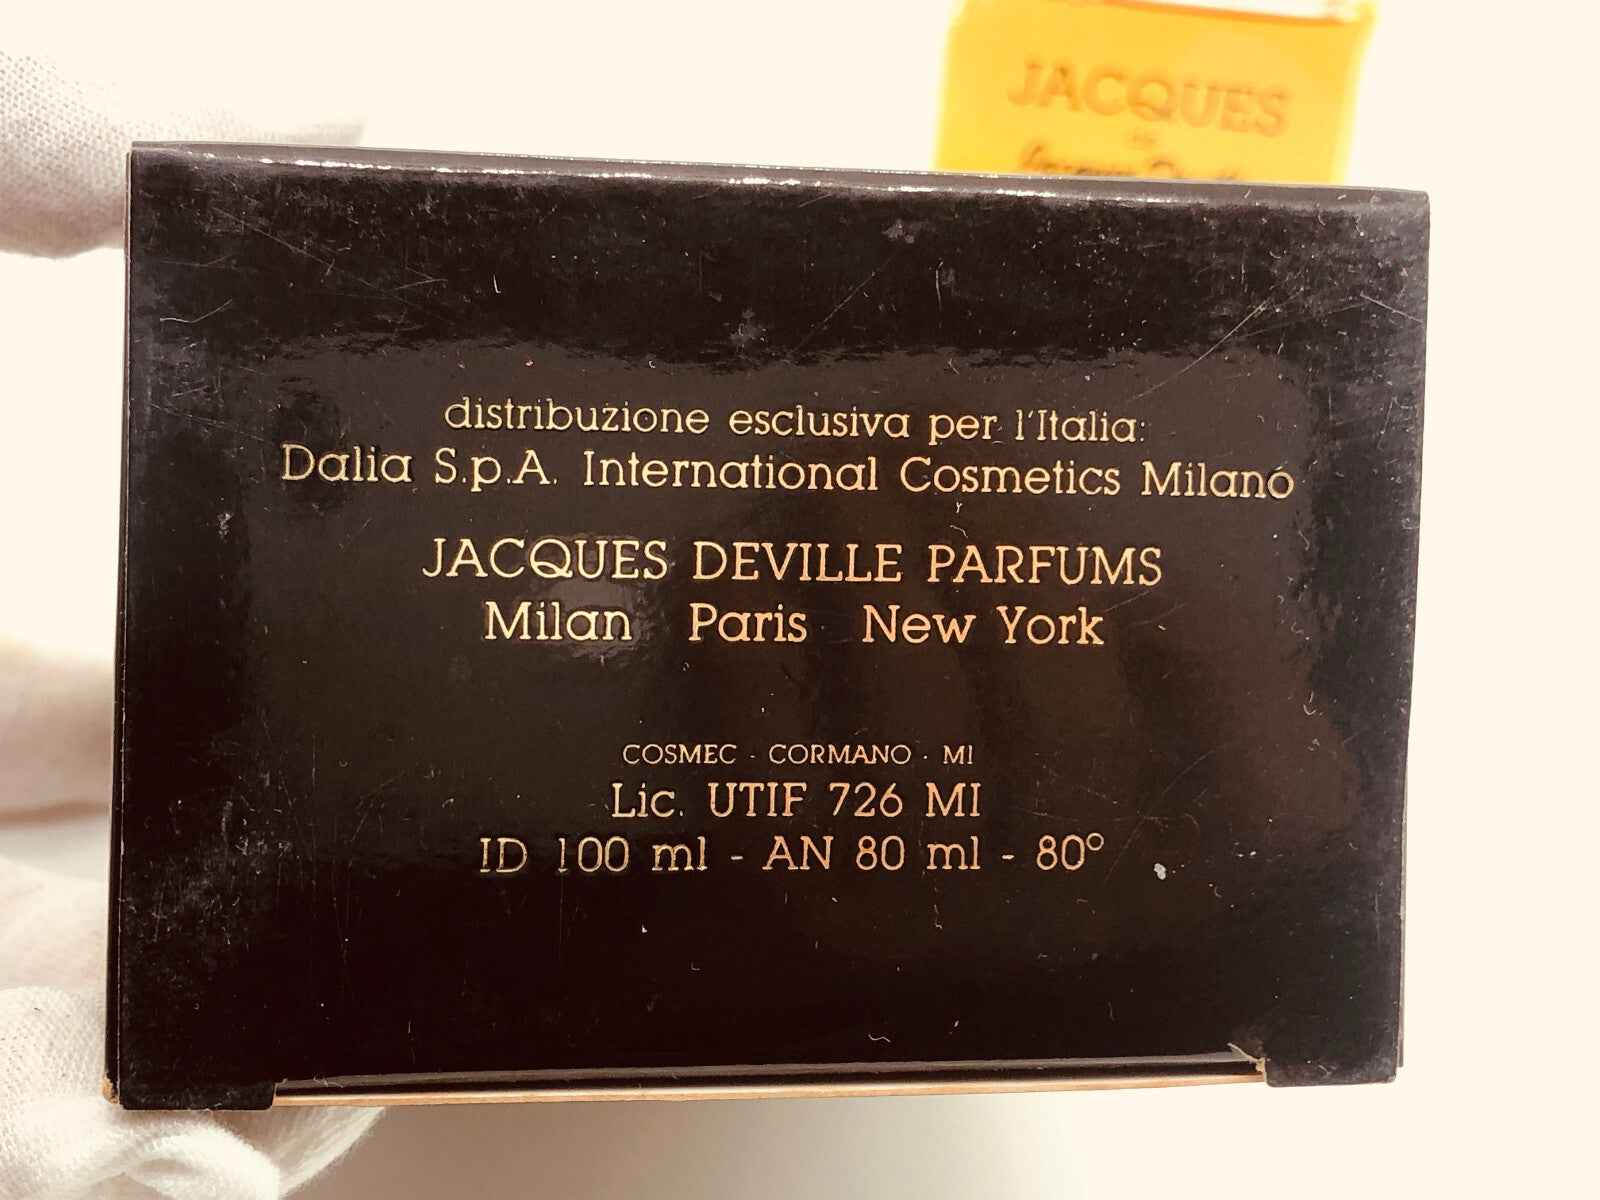 JACQUES
distribuzione esclusiva per l'Italia:
Dalia S.p.A. International Cosmetics Milano
JACQUES DEVILLE PARFUMS
Milan Paris New York
COSMEC - CORMANO - MI
Lic. UTIF 726 MI
ID 100 ml - AN 80 ml - 80°